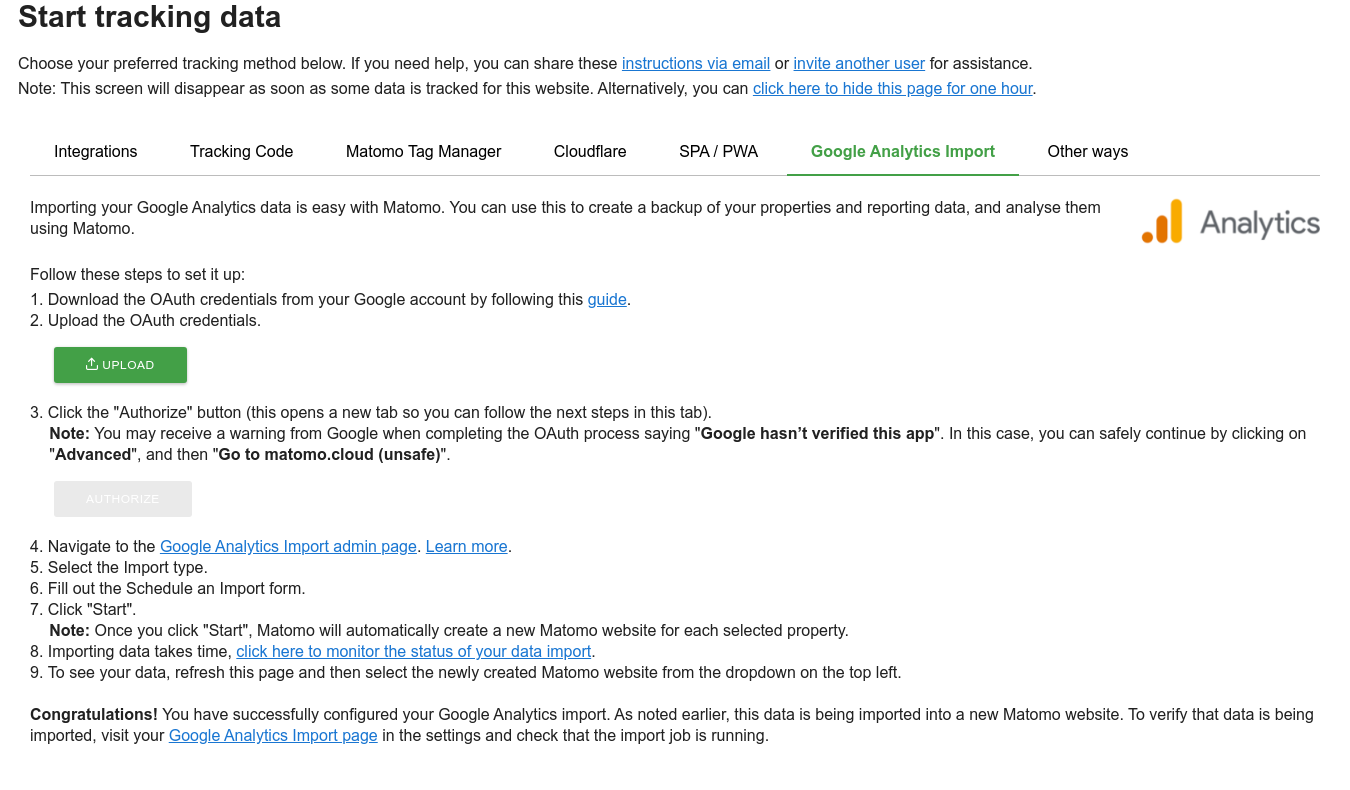 Start tracking data
Choose your preferred tracking method below. If you need help, you can share these instructions via email or invite another user for assistance.
Note: This screen will disappear as soon as some data is tracked for this website. Alternatively, you can click here to hide this page for one hour.
Integrations Tracking Code Matomo Tag Manager Cloudflare SPA / PWA Google Analytics Import Other ways
Importing your Google Analytics data is easy with Matomo. You can use this to create a backup of your properties and reporting data, and analyse them
using Matomo.
Analytics
Follow these steps to set it up:
1. Download the OAuth credentials from your Google account by following this guide.
2. Upload the OAuth credentials.
UPLOAD
3. Click the "Authorize" button (this opens a new tab so you can follow the next steps in this tab).
Note: You may receive a warning from Google when completing the OAuth process saying "Google hasn’t verified this app". In this case, you can safely continue by clicking on
"Advanced", and then "Go to matomo.cloud (unsafe)".
AUTHORIZE
4. Navigate to the Google Analytics Import admin page. Learn more.
5. Select the Import type.
6. Fill out the Schedule an Import form.
7. Click "Start".
Note: Once you click "Start", Matomo will automatically create a new Matomo website for each selected property.
8. Importing data takes time, click here to monitor the status of your data import.
9. To see your data, refresh this page and then select the newly created Matomo website from the dropdown on the top left.
Congratulations! You have successfully configured your Google Analytics import. As noted earlier, this data is being imported into a new Matomo website. To verify that data is being
imported, visit your Google Analytics Import page in the settings and check that the import job is running.